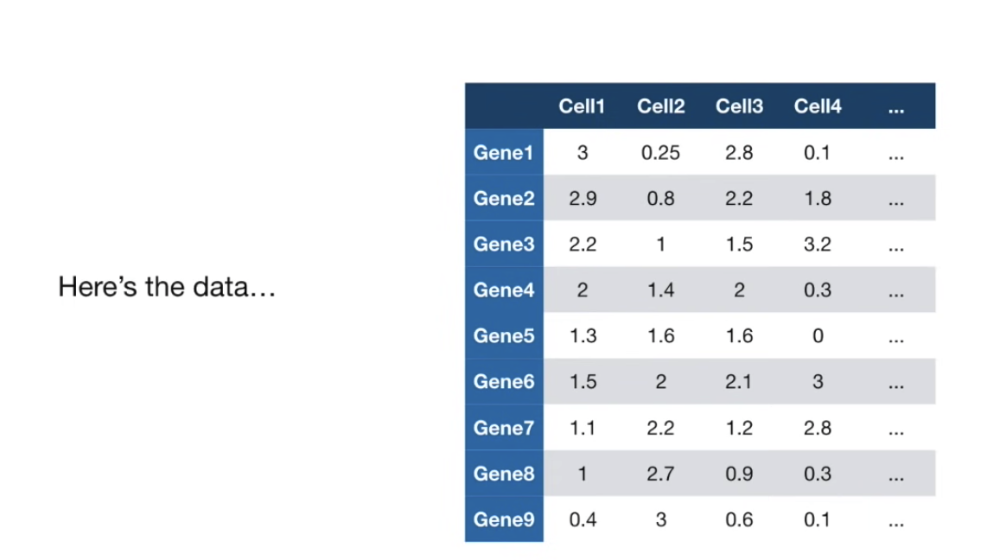 Here's the data…
Cell1 Cell2 Cell3 Cell4 ...
Gene1 3 0.25 2.8 0.1 ...
Gene2 2.9 0.8 2.2 1.8 ...
Gene3 2.2 1 1.5 3.2 ...
Gene4 2 1.4 2 0.3 ...
Gene5 1.3 1.6 1.6 0 ...
Gene6 1.5 2 2.1 3 ...
Gene7 1.1 2.2 1.2 2.8 ...
Gene8 1 2.7 0.9 0.3 ...
Gene9 0.4 3 0.6 0.1 ...